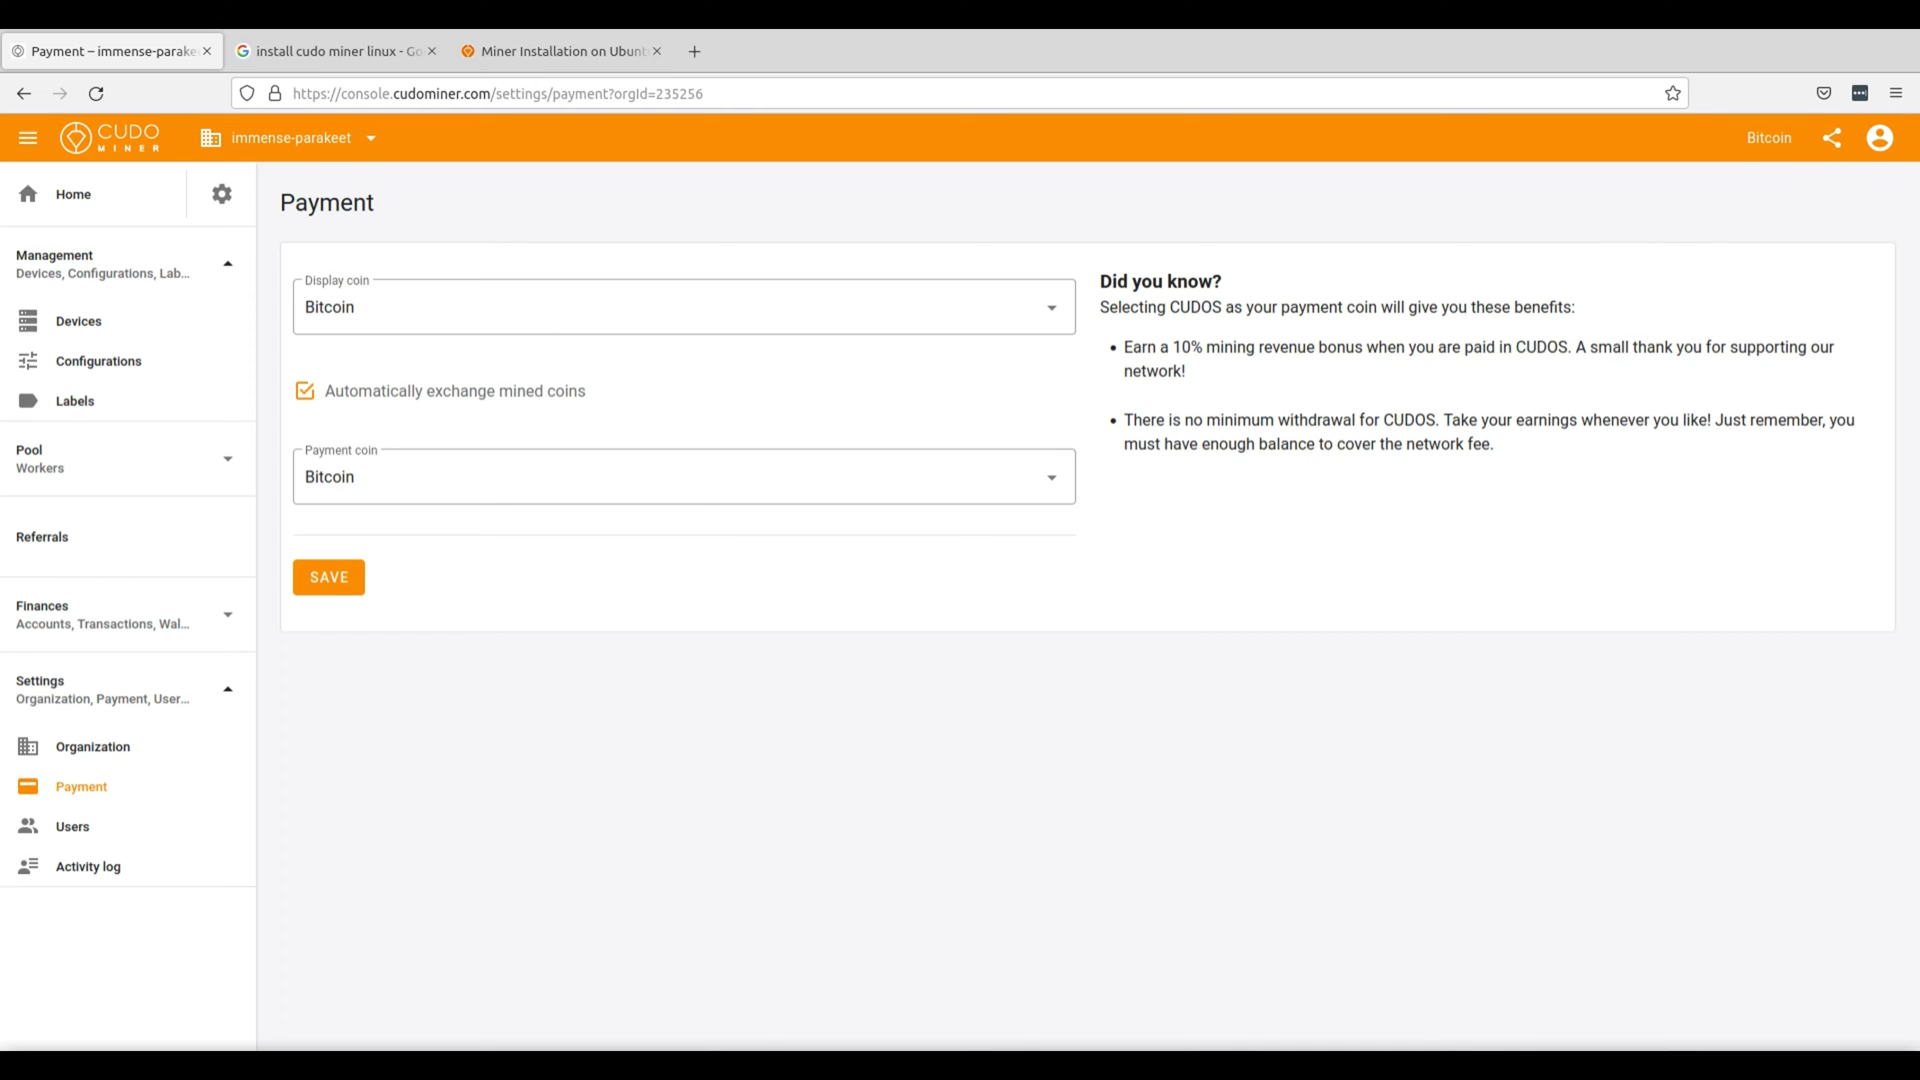 Payment – immense-parake
install cudo miner linux - Go
Miner Installation on Ubunt
https://console.cudominer.com/settings/payment?orgId=235256
CUDO
MINER
immense-parakeet
Bitcoin
Home
Management
Devices, Configurations, Lab...
Devices
Configurations
Labels
Pool
Workers
Referrals
Finances
Accounts, Transactions, Wal...
Settings
Organization, Payment, User...
Organization
Payment
Users
Activity log
Payment
Display coin
Bitcoin
Automatically exchange mined coins
Payment coin
Bitcoin
SAVE
Did you know?
Selecting CUDOS as your payment coin will give you these benefits:
• Earn a 10% mining revenue bonus when you are paid in CUDOS. A small thank you for supporting our
network!
• There is no minimum withdrawal for CUDOS. Take your earnings whenever you like! Just remember, you
must have enough balance to cover the network fee.